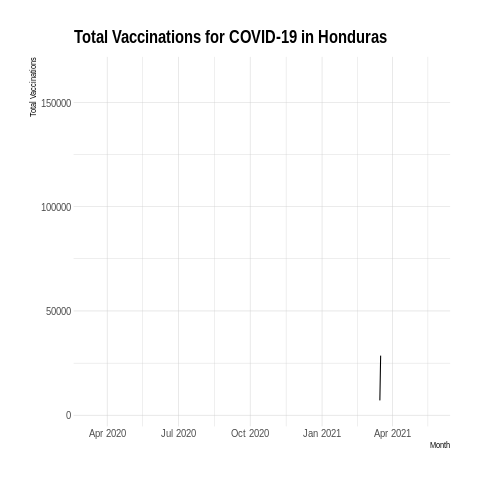 Total Vaccinations for COVID-19 in Honduras
Total Vaccinations
150000
100000
50000
0
Apr 2020 Jul 2020 Oct 2020 Jan 2021 Apr 2021
Month